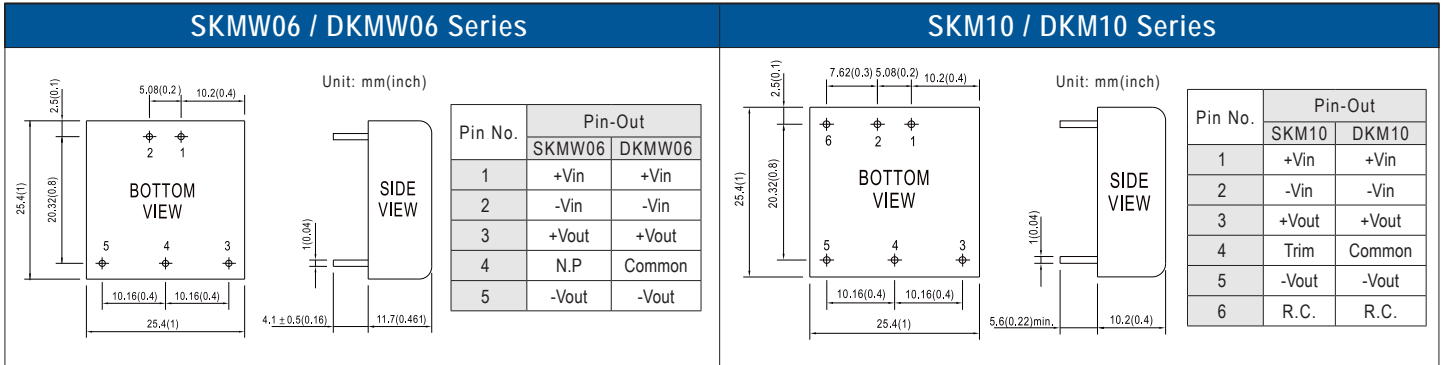 SKMW06 / DKMW06 Series
Unit: mm(inch)
2.5(0.1)
5.08(0.2)
10.2(0.4)
25.4(1)
20.32(0.8)
2
1
BOTTOM
VIEW
5
4
3
10.16(0.4)
10.16(0.4)
25.4(1)
SIDE
VIEW
1(0.04)
4.1 ±0.5(0.16)
11.7(0.461)
Pin No. Pin-Out
SKMW06 DKMW06
1 +Vin +Vin
2 -Vin -Vin
3 +Vout +Vout
4 N.P Common
5 -Vout -Vout
SKM10 / DKM10 Series
Unit: mm(inch)
2.5(0.1)
7.62(0.3)
5.08(0.2)
10.2(0.4)
25.4(1)
20.32(0.8)
6
2
1
BOTTOM
VIEW
5
4
3
10.16(0.4)
10.16(0.4)
25.4(1)
SIDE
VIEW
1(0.04)
5.6(0.22)min.
10.2(0.4)
Pin No. Pin-Out
SKM10 DKM10
1 +Vin +Vin
2 -Vin -Vin
3 +Vout +Vout
4 Trim Common
5 -Vout -Vout
6 R.C. R.C.